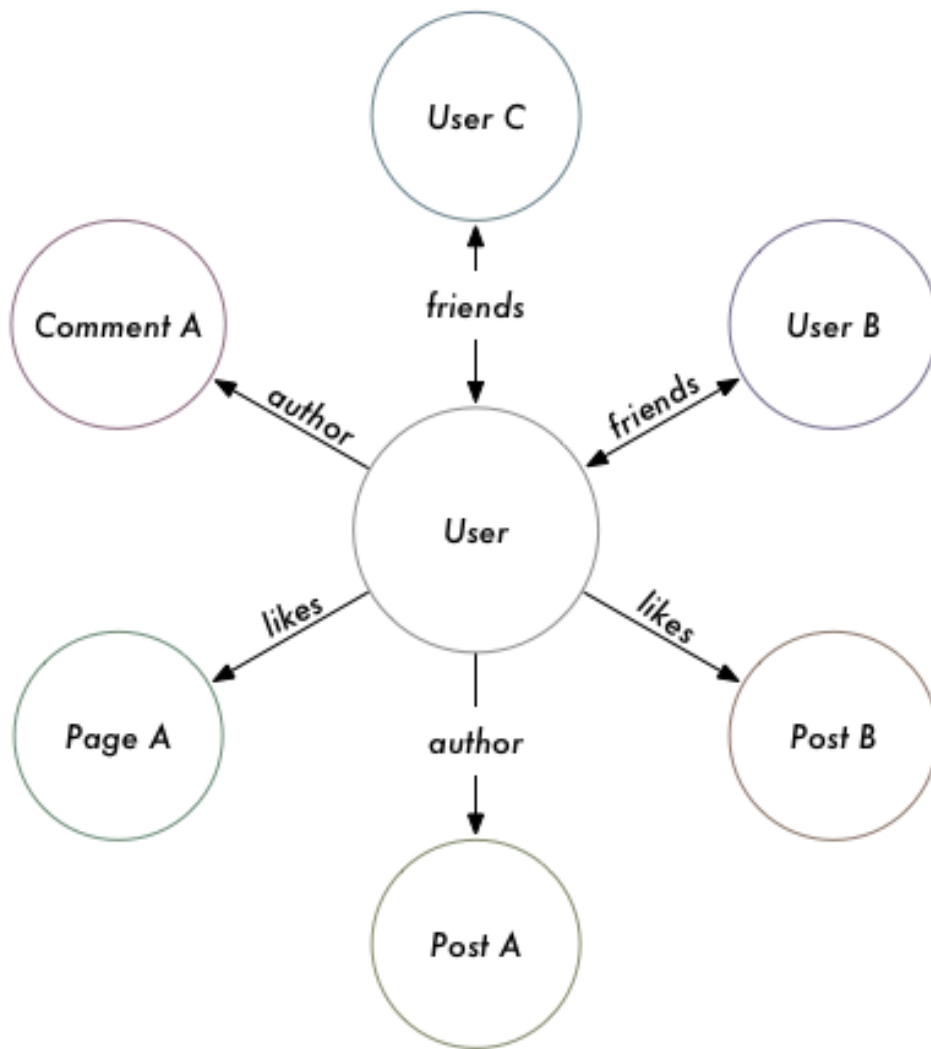 User C
Comment A
User B
friends
author
friends
User
likes
likes
Page A
author
Post B
Post A